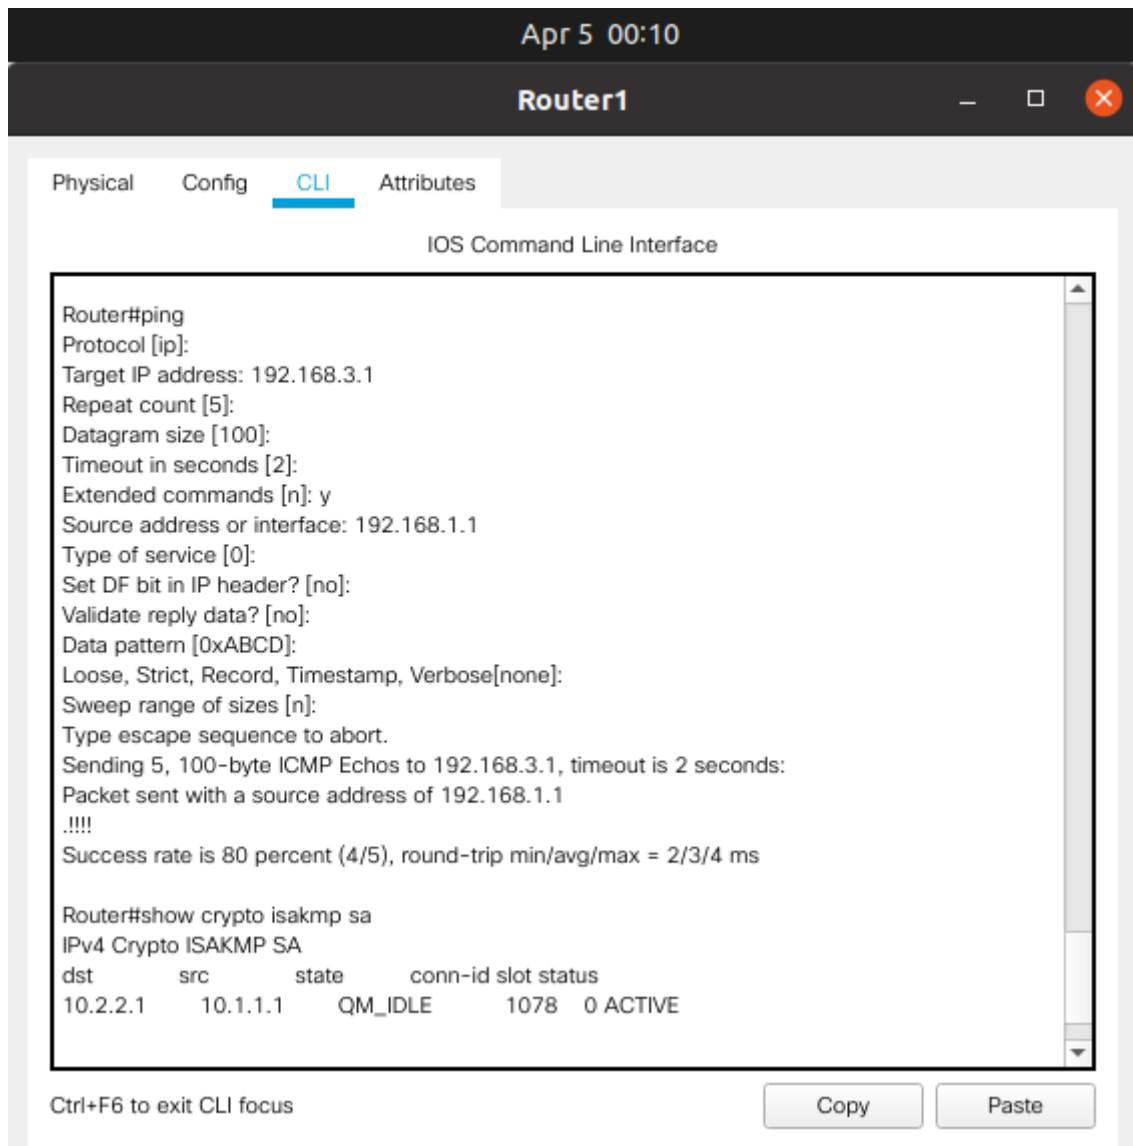 Apr 5 00:10
Router1
Physical Config CLI Attributes
IOS Command Line Interface
Router#ping
Protocol [ip]:
Target IP address: 192.168.3.1
Repeat count [5]:
Datagram size [100]:
Timeout in seconds [2]:
Extended commands [n]: y
Source address or interface: 192.168.1.1
Type of service [0]:
Set DF bit in IP header? [no]:
Validate reply data? [no]:
Data pattern [0xABCD]:
Loose, Strict, Record, Timestamp, Verbose[none]:
Sweep range of sizes [n]:
Type escape sequence to abort.
Sending 5, 100-byte ICMP Echos to 192.168.3.1, timeout is 2 seconds:
Packet sent with a source address of 192.168.1.1
.!!!!
Success rate is 80 percent (4/5), round-trip min/avg/max = 2/3/4 ms
Router#show crypto isakmp sa
IPv4 Crypto ISAKMP SA
dst src state conn-id slot status
10.2.2.1 10.1.1.1 QM_IDLE 1078 0 ACTIVE
Ctrl+F6 to exit CLI focus
Copy Paste